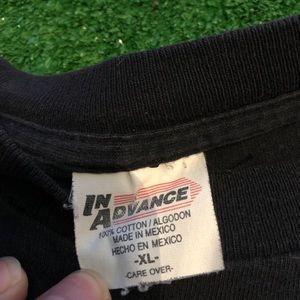 IN
ADVANCE
100% COTTON / ALGODON
MADE IN MEXICO
HECHO EN MEXICO
-XL-
-CARE OVER-